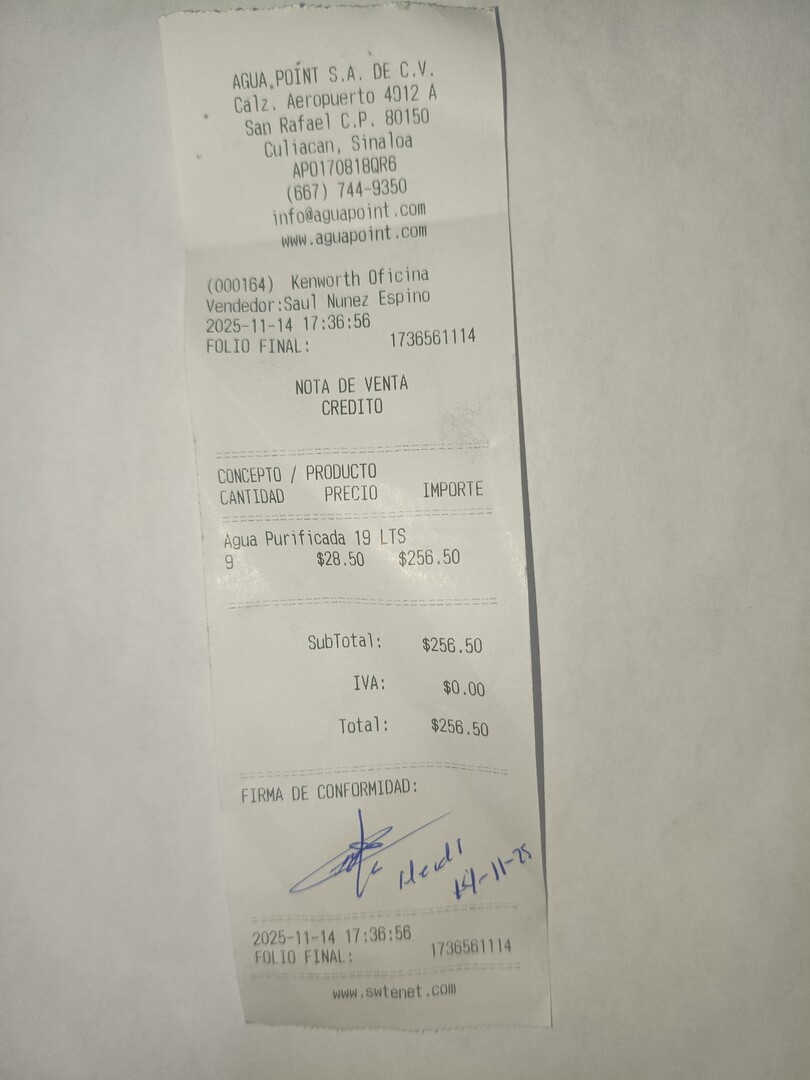 AGUA POINT S.A. DE C.V.
Calz. Aeropuerto 4912 A
San Rafael C.P. 80150
Culiacan, Sinaloa
APO170818QR6
(667) 744-9350
info@aguapoint.com
www.aguapoint.com
(000164) Kenworth Oficina
Vendedor:Saul Nunez Espino
2025-11-14 17:36:56
FOLIO FINAL: 1736561114
NOTA DE VENTA
CREDITO
CONCEPTO / PRODUCTO
CANTIDAD PRECIO IMPORTE
Agua Purificada 19 LTS
9 $28.50 $256.50
SubTotal: $256.50
IVA: $0.00
Total: $256.50
FIRMA DE CONFORMIDAD:
14-11-25
2025-11-14 17:36:56
FOLIO FINAL: 1736561114
www.swtenet.com